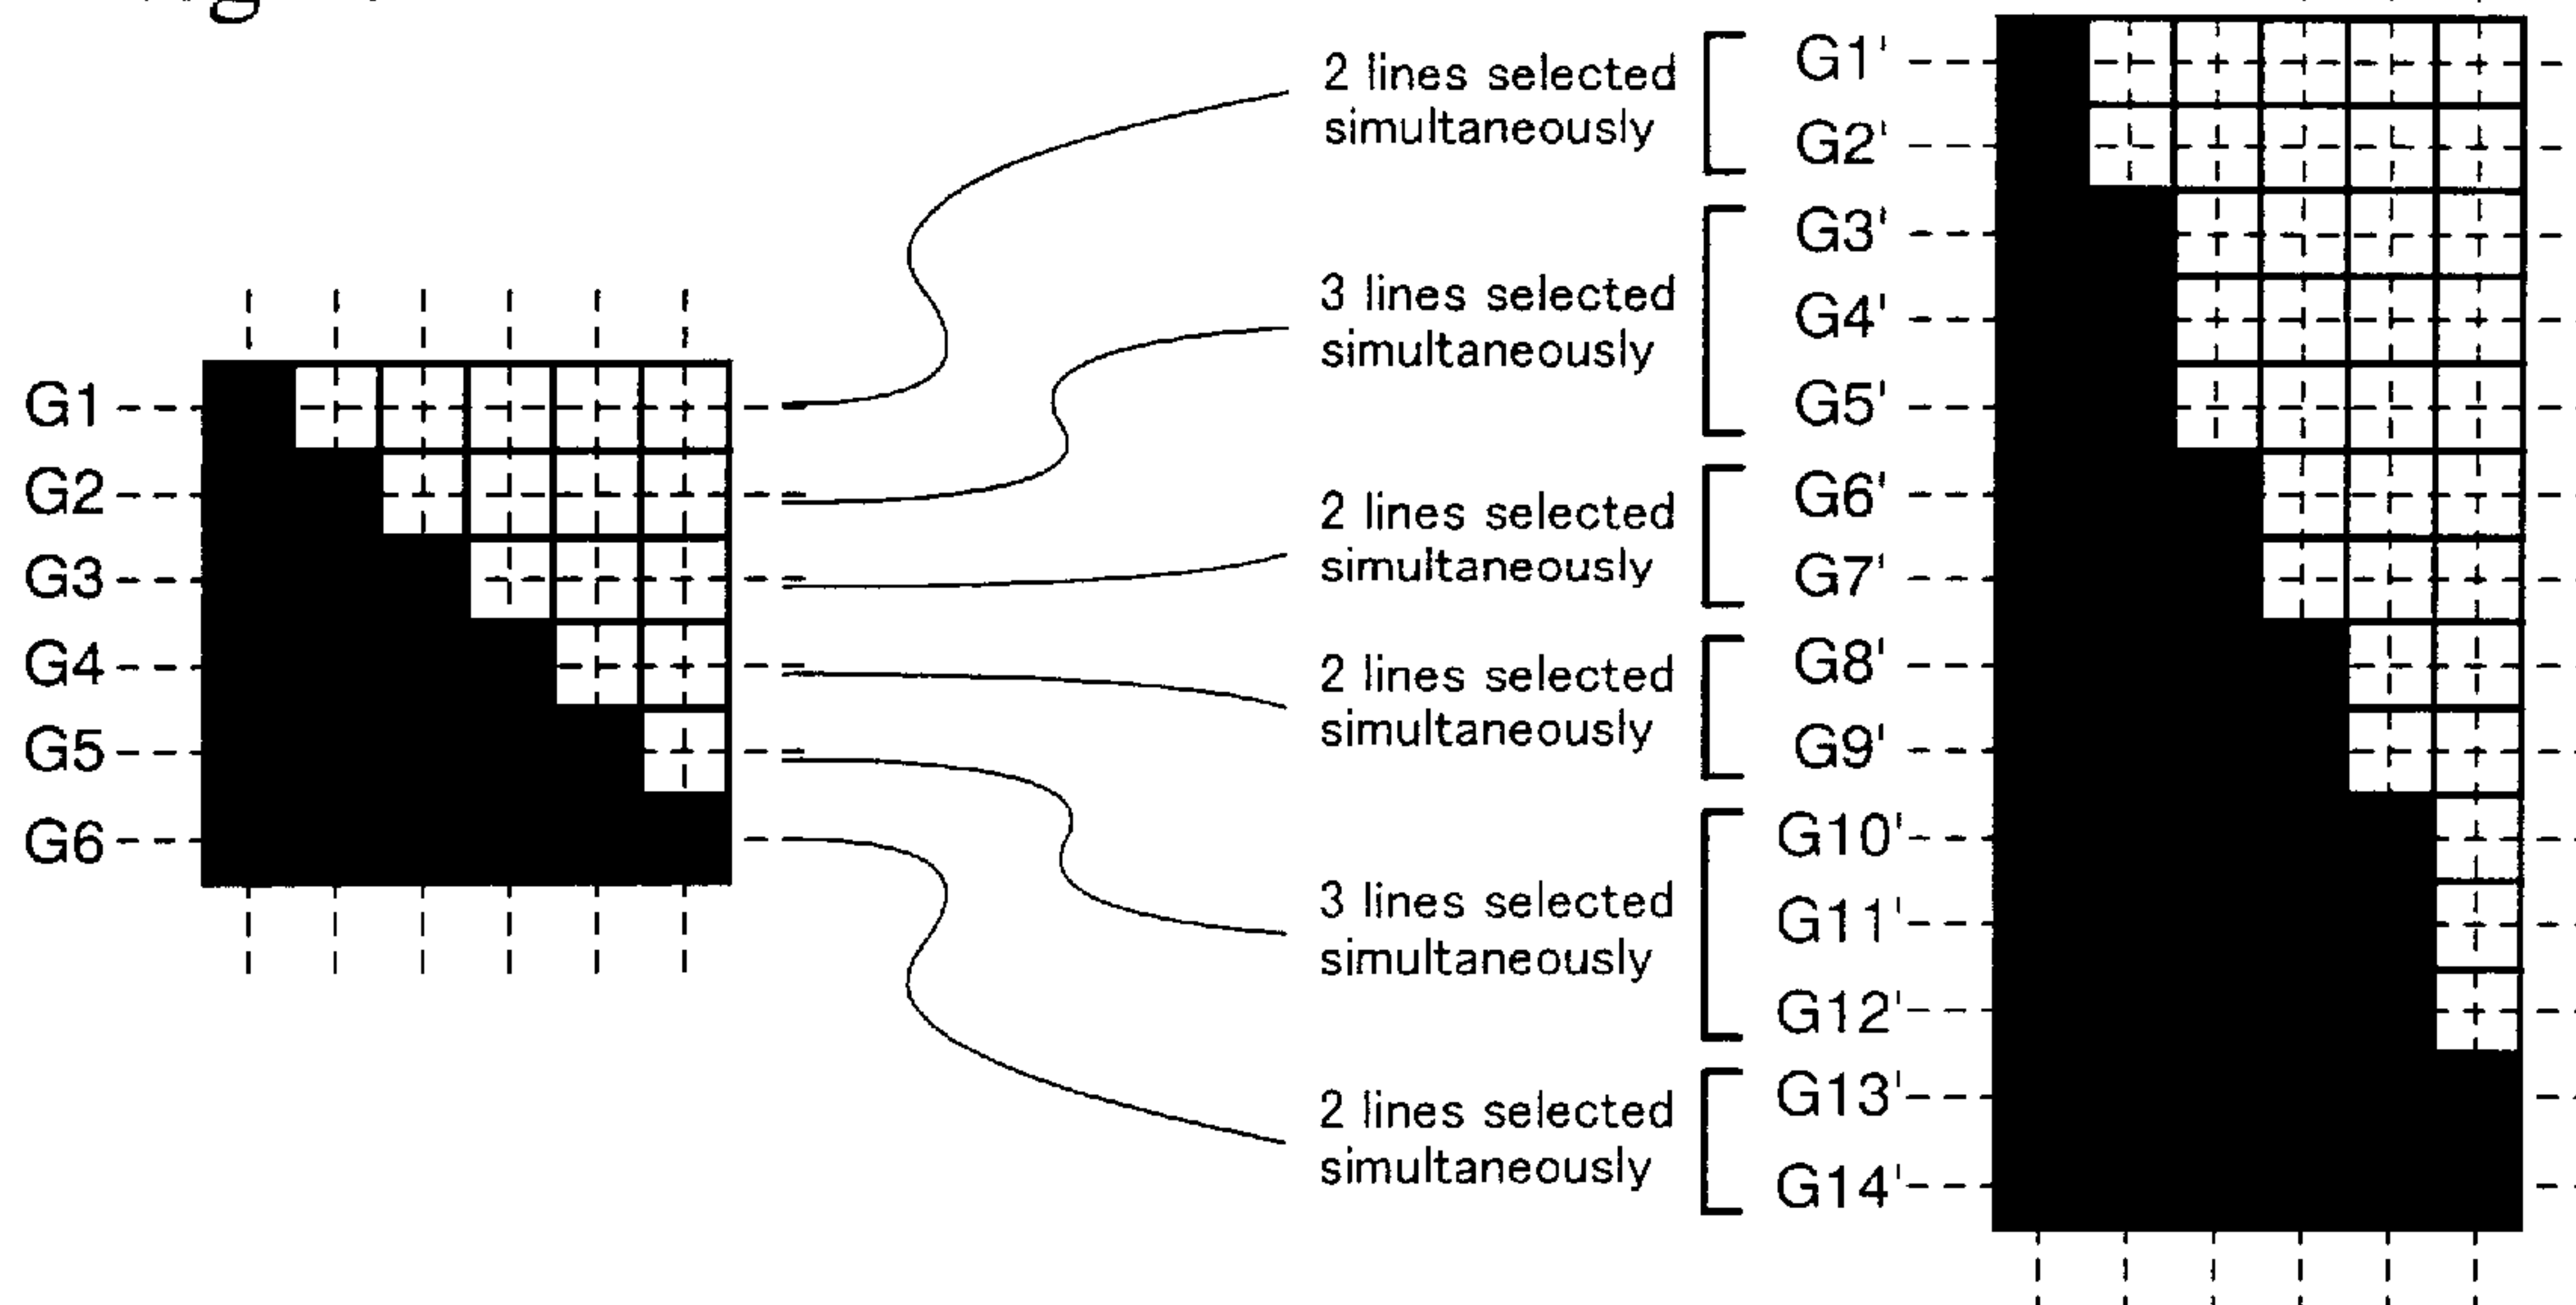 G1
G2
G3
G4
G5
G6
2 lines selected
simultaneously
3 lines selected
simultaneously
2 lines selected
simultaneously
2 lines selected
simultaneously
3 lines selected
simultaneously
2 lines selected
simultaneously
G1'
G2'
G3'
G4'
G5'
G6'
G7'
G8'
G9'
G10'
G11'
G12'
G13'
G14'